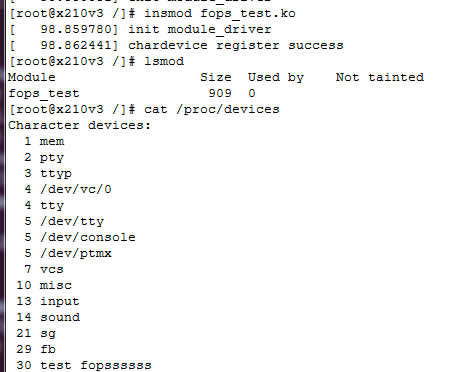 [root@x210v3 /]# insmod fops_test.ko
[   98.859780] init module_driver
[   98.862441] chardevice register success
[root@x210v3 /]# lsmod
Module                  Size  Used by    Not tainted
fops_test                909  0
[root@x210v3 /]# cat /proc/devices
Character devices:
  1 mem
  2 pty
  3 ttyp
  4 /dev/vc/0
  4 tty
  5 /dev/tty
  5 /dev/console
  5 /dev/ptmx
  7 vcs
 10 misc
 13 input
 14 sound
 21 sg
 29 fb
 30 test fopssssss